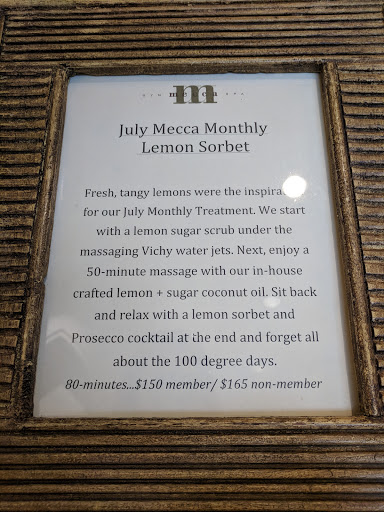 m
mecca
July Mecca Monthly
Lemon Sorbet
Fresh, tangy lemons were the
for our July Monthly Treatment. We start
with a lemon sugar scrub under the
massaging Vichy water jets. Next, enjoy a
50-minute massage with our in-house
crafted lemon + sugar coconut oil. Sit back
and relax with a lemon sorbet and
Prosecco cocktail at the end and forget all
about the 100 degree days.
80-minutes...$150 member/ $165 non-member